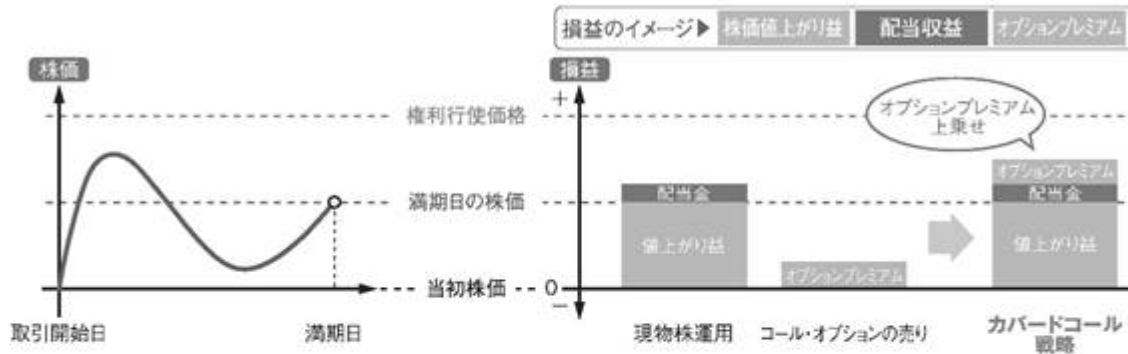 損益のイメージ▶ 株価値上がり益 配当収益 オプションプレミアム
株価
損益
+
権利行使価格
オプションプレミアム
上乗せ
オプションプレミアム
配当金
配当金
満期日の株価
値上がり益
値上がり益
オプションプレミアム
当初株価
0
−
取引開始日
満期日
現物株運用
コール・オプションの売り
カバードコール
戦略